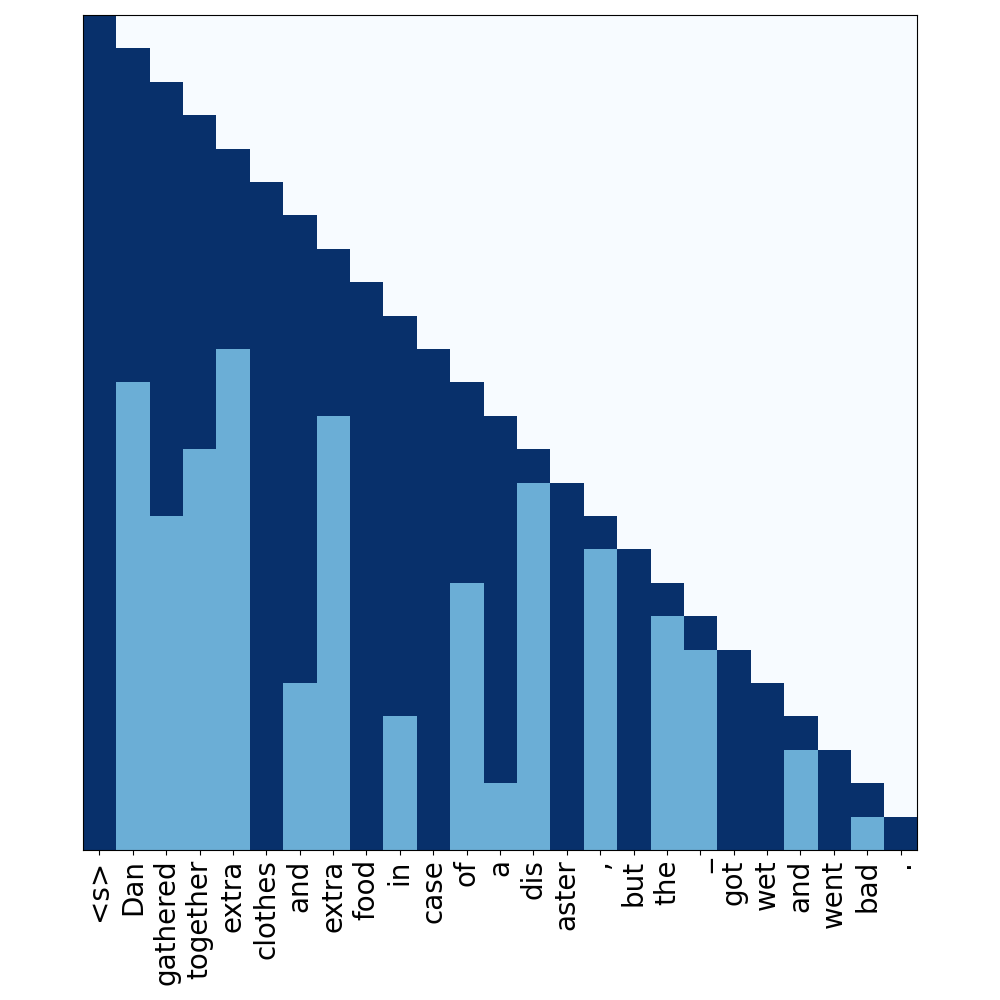 <s> Dan gathered together extra clothes and extra food in case of a dis aster , but the _ got wet and went bad .